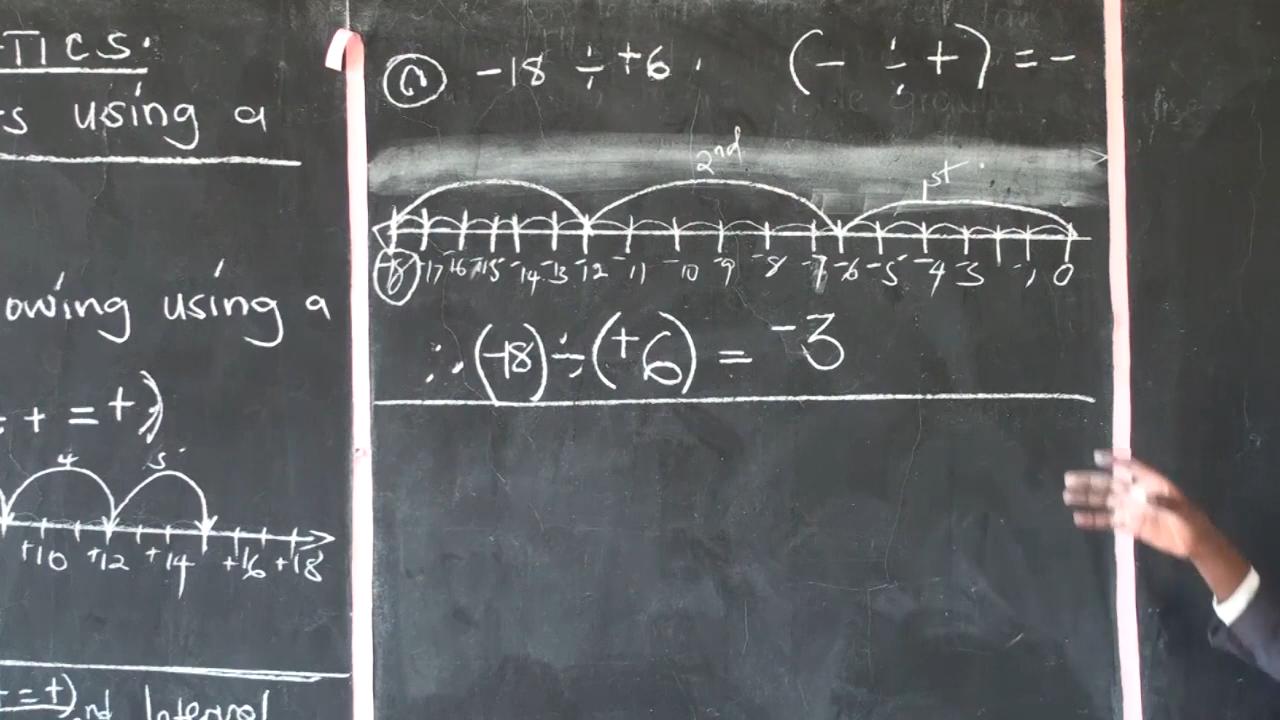 TICS.
s using a
owing using a
+ = +)
4 5
+10 +12 +14 +16 +18
= +)
nd Interval
(a) -18 ÷ +6 . (- ÷ +) = -
2nd 1st
-18 -17 -16 -15 -14 -13 -12 -11 -10 -9 -8 -7 -6 -5 -4 -3 -1 0
∴ (-18) ÷ (+6) = -3